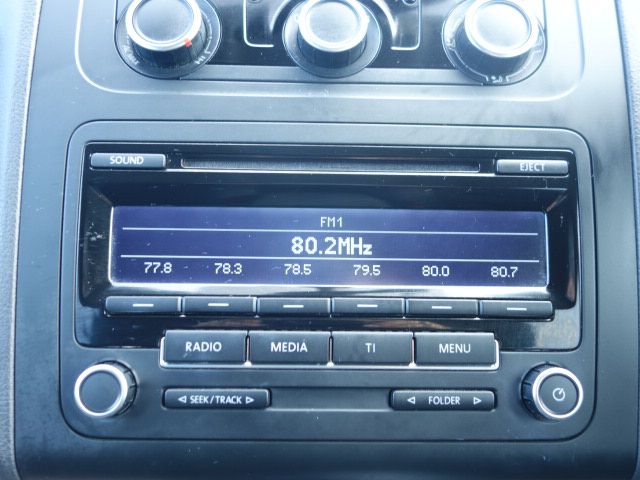 SOUND
EJECT
FM1
80.2MHz
77.8 78.3 78.5 79.5 80.0 80.7
RADIO MEDIA TI MENU
SEEK/TRACK
FOLDER